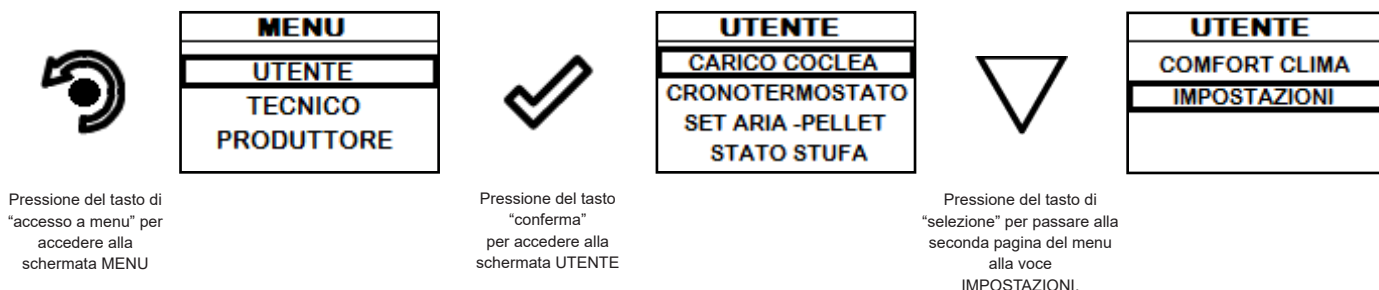 MENU
UTENTE
TECNICO
PRODUTTORE
UTENTE
CARICO COCLEA
CRONOTERMOSTATO
SET ARIA -PELLET
STATO STUFA
UTENTE
COMFORT CLIMA
IMPOSTAZIONI
Pressione del tasto di
“accesso a menu” per
accedere alla
schermata MENU
Pressione del tasto
“conferma”
per accedere alla
schermata UTENTE
Pressione del tasto di
“selezione” per passare alla
seconda pagina del menu
alla voce
IMPOSTAZIONI.